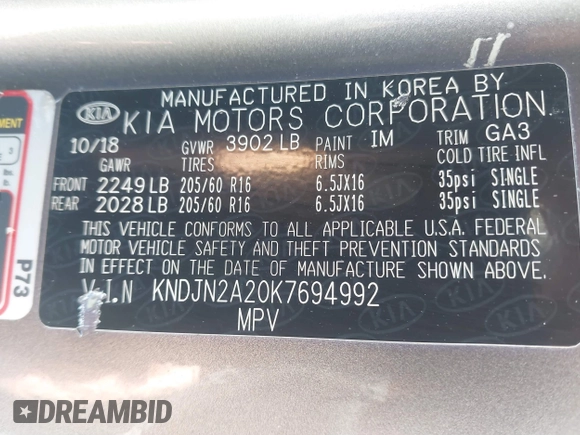 MANUFACTURED IN KOREA BY
KIA KIA MOTORS CORPORATION
10/18 GVWR 3902 LB PAINT 1M TRIM GA3
GAWR TIRES RIMS COLD TIRE INFL
FRONT 2249 LB 205/60 R16 6.5JX16 35psi SINGLE
REAR 2028 LB 205/60 R16 6.5JX16 35psi SINGLE
THIS VEHICLE CONFORMS TO ALL APPLICABLE U.S.A. FEDERAL
MOTOR VEHICLE SAFETY AND THEFT PREVENTION STANDARDS
IN EFFECT ON THE DATE OF MANUFACTURE SHOWN ABOVE.
V.I.N KNDJN2A20K7694992
MPV
P73
DREAMBID